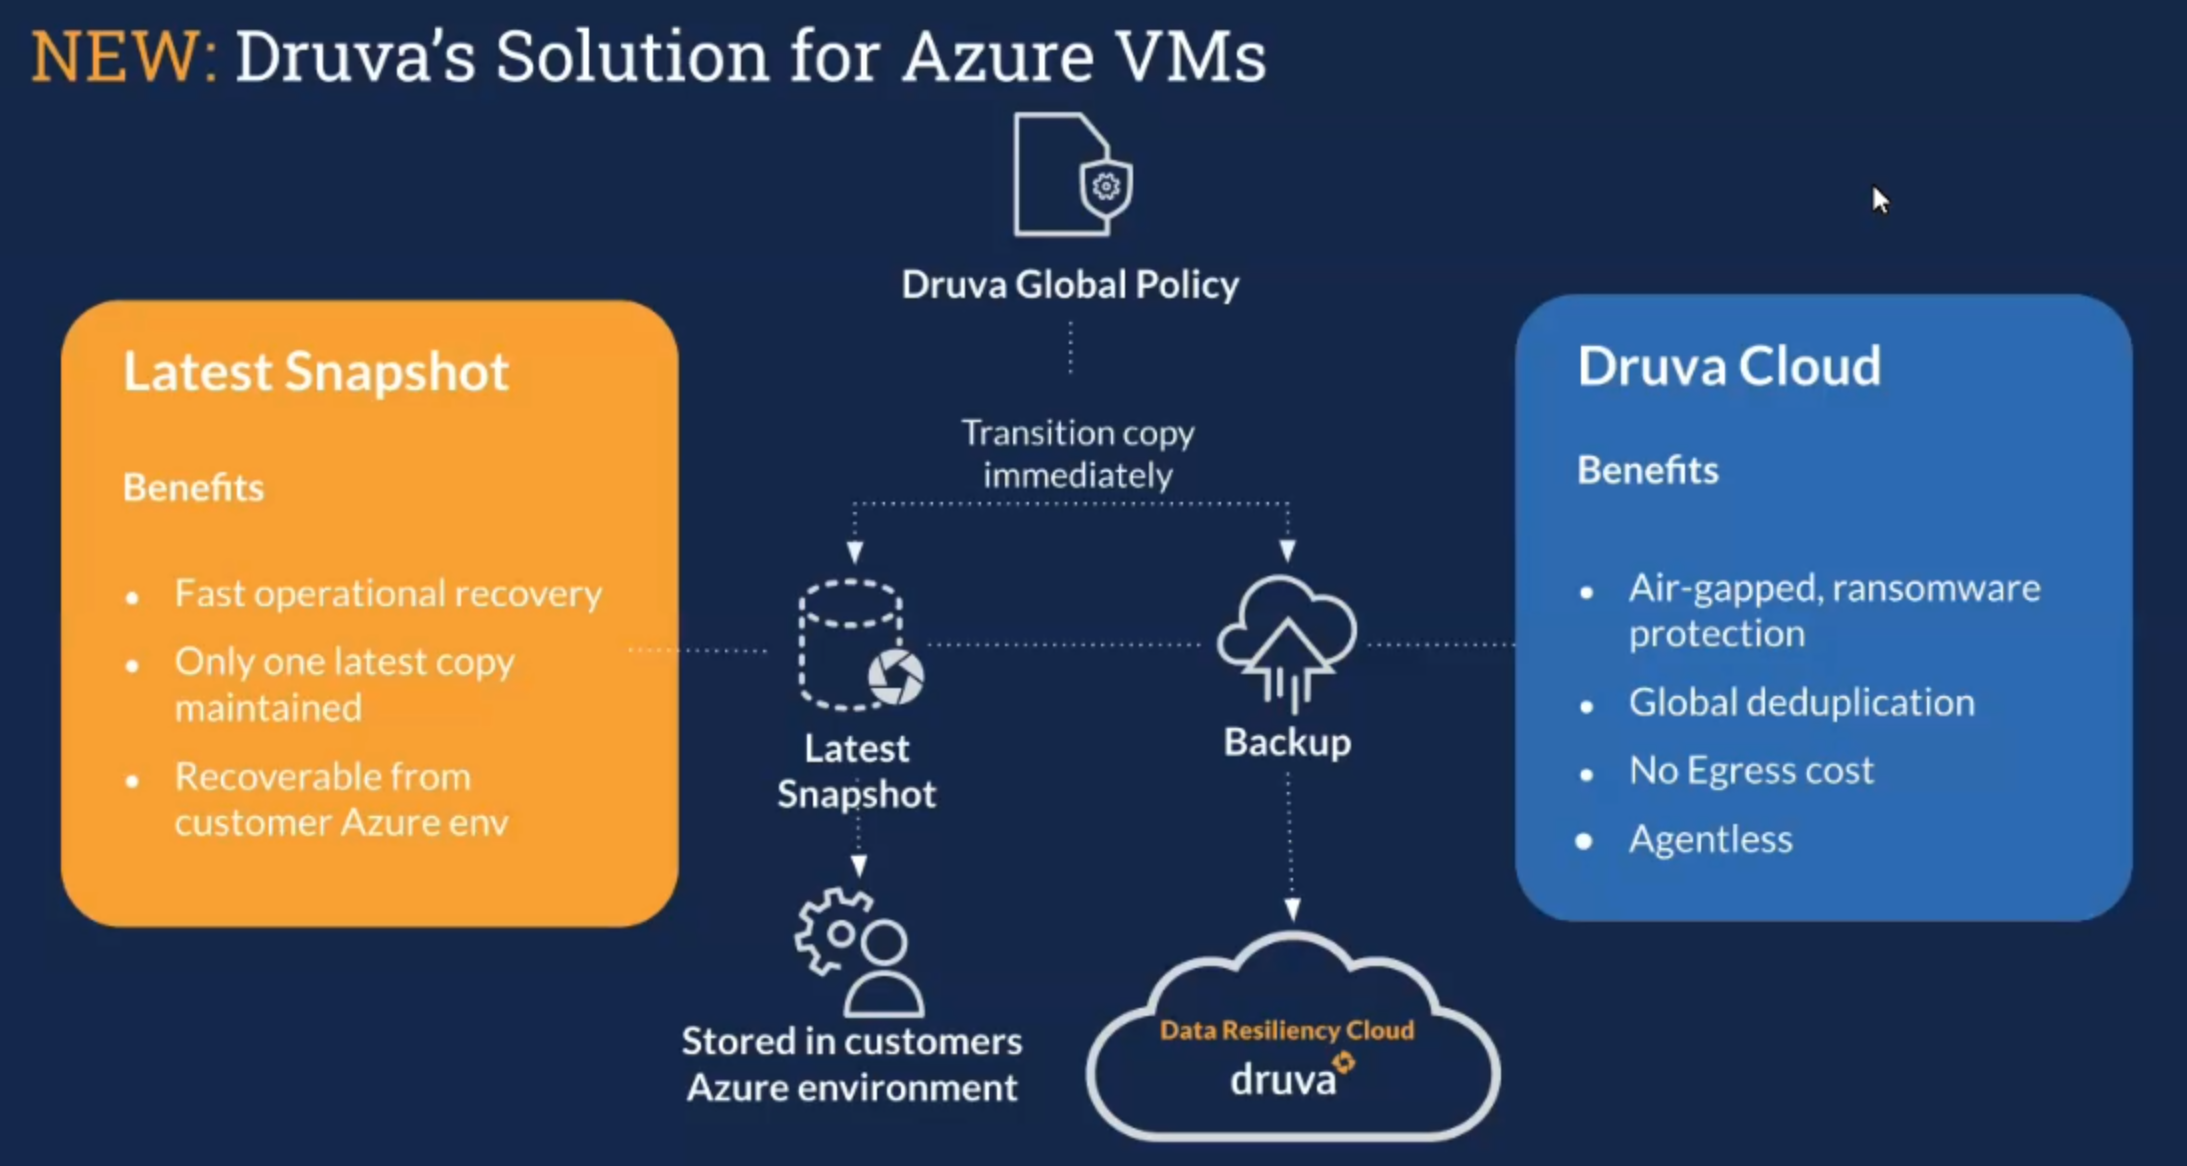 NEW: Druva's Solution for Azure VMs
Druva Global Policy
Transition copy
immediately
Latest Snapshot
Benefits
• Fast operational recovery
• Only one latest copy
maintained
• Recoverable from
customer Azure env
Latest
Snapshot
Backup
Stored in customers
Azure environment
Data Resiliency Cloud
druva
Druva Cloud
Benefits
• Air-gapped, ransomware
protection
• Global deduplication
• No Egress cost
• Agentless